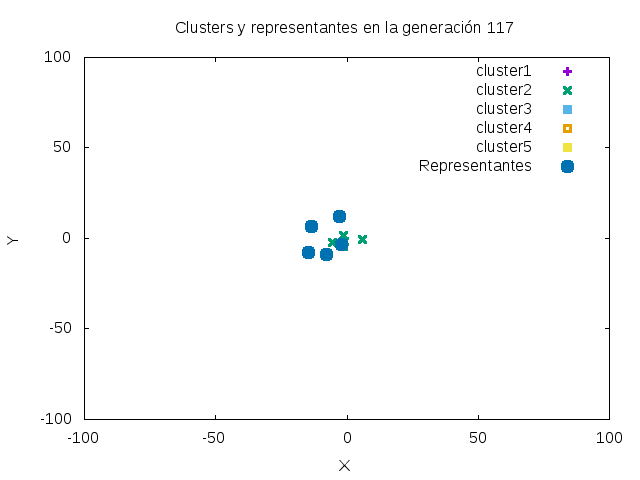 Clusters y representantes en la generación 117
100
50
0
-50
-100
-100
-50
0
50
100
Y
X
cluster1
cluster2
cluster3
cluster4
cluster5
Representantes